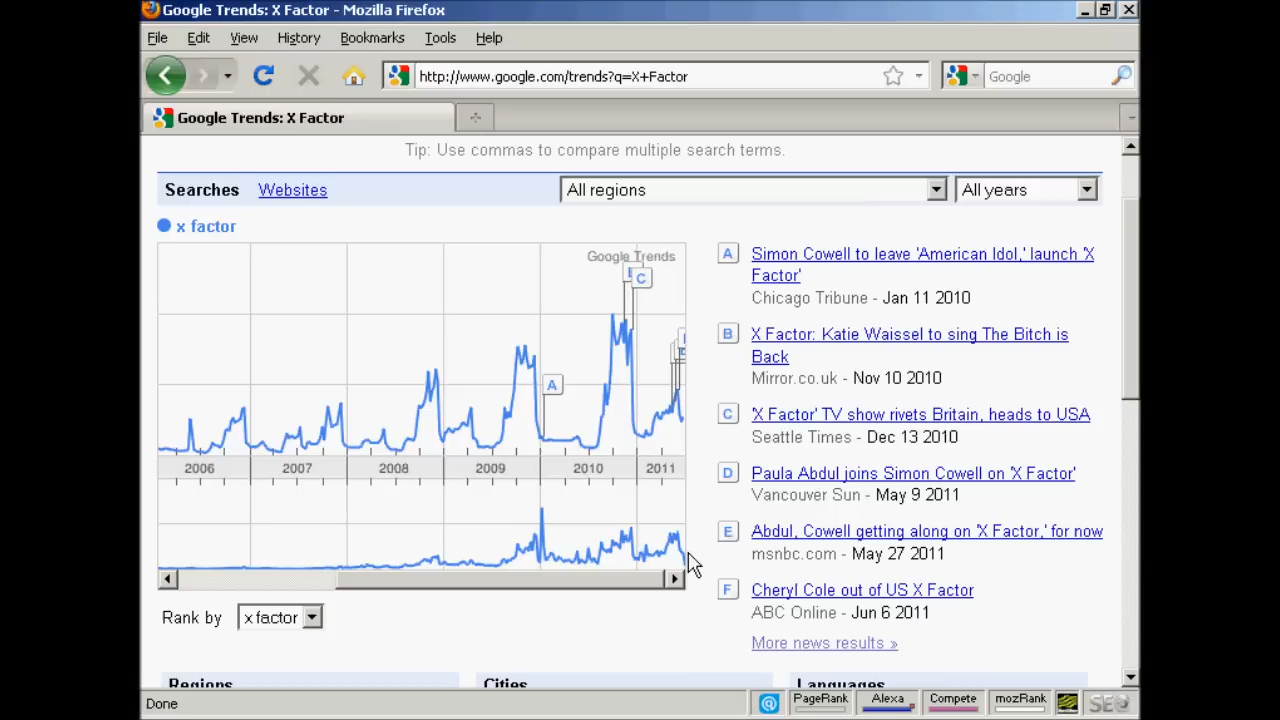 Google Trends: X Factor - Mozilla Firefox
File Edit View History Bookmarks Tools Help
http://www.google.com/trends?q=X+Factor
Google
Google Trends: X Factor
Tip: Use commas to compare multiple search terms.
Searches Websites
All regions
All years
x factor
Google Trends
C
A
2006 2007 2008 2009 2010 2011
A Simon Cowell to leave 'American Idol,' launch 'X
Factor'
Chicago Tribune - Jan 11 2010
B X Factor: Katie Waissel to sing The Bitch is
Back
Mirror.co.uk - Nov 10 2010
C 'X Factor' TV show rivets Britain, heads to USA
Seattle Times - Dec 13 2010
D Paula Abdul joins Simon Cowell on 'X Factor'
Vancouver Sun - May 9 2011
E Abdul, Cowell getting along on 'X Factor,' for now
msnbc.com - May 27 2011
F Cheryl Cole out of US X Factor
ABC Online - Jun 6 2011
More news results »
Rank by x factor
Regions Cities Languages
Done
PageRank Alexa Compete mozRank
SE